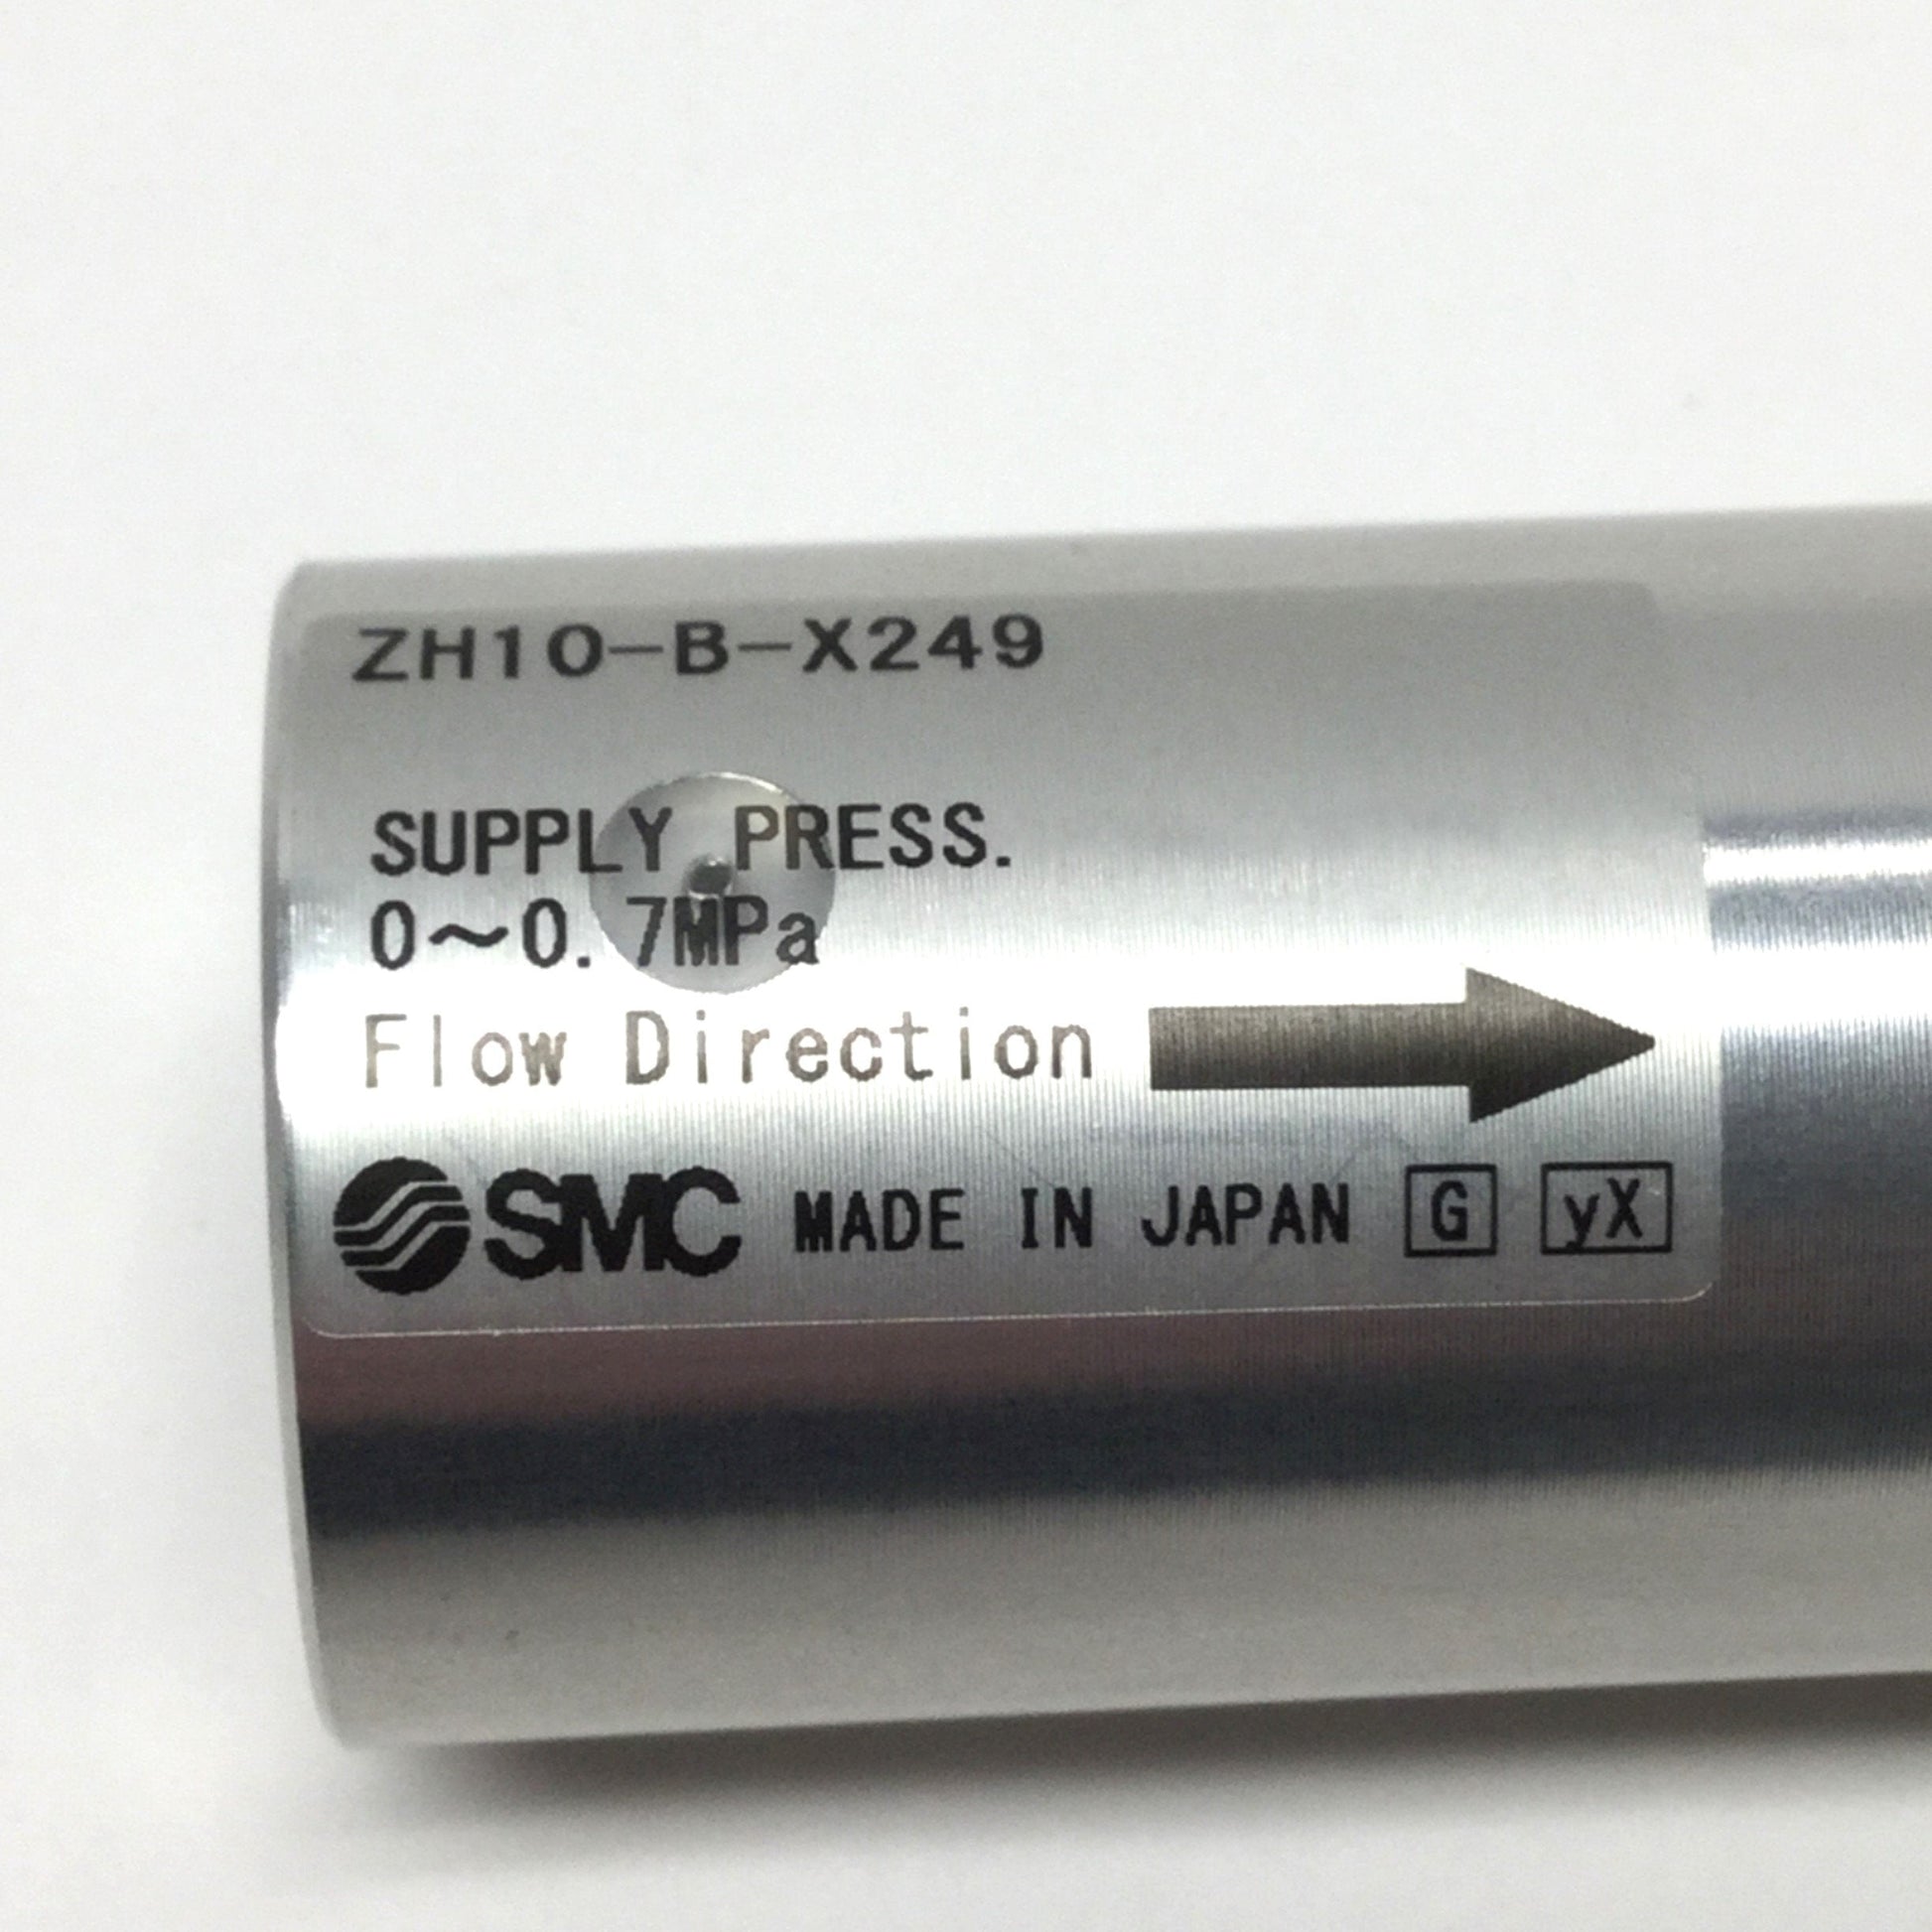 ZH10-B-X249
SUPPLY PRESS.
0～0.7MPa
Flow Direction
SMC MADE IN JAPAN G yX